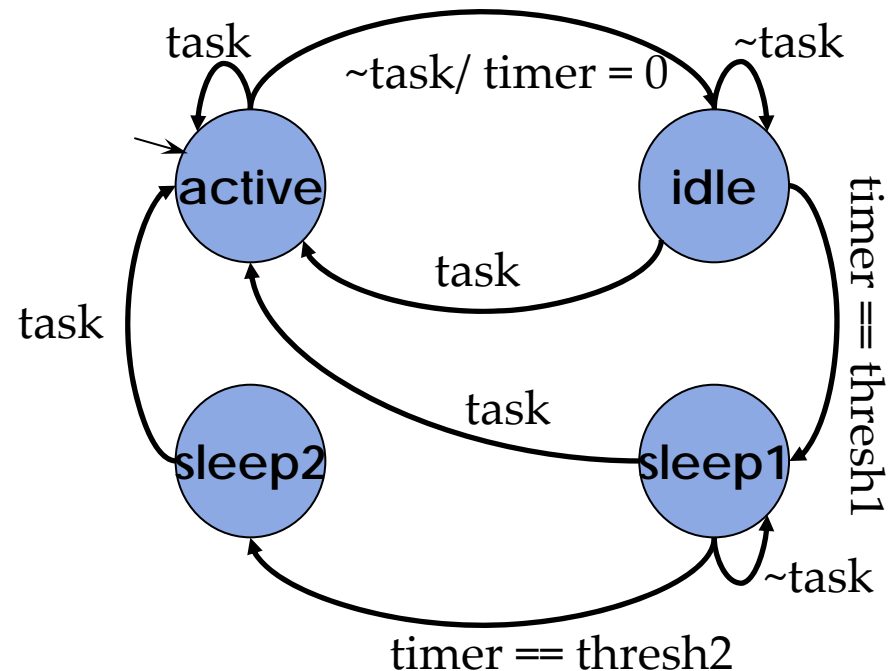 task
~task/ timer = 0
~task
active
idle
timer == thresh1
task
task
task
sleep2
sleep1
~task
timer == thresh2